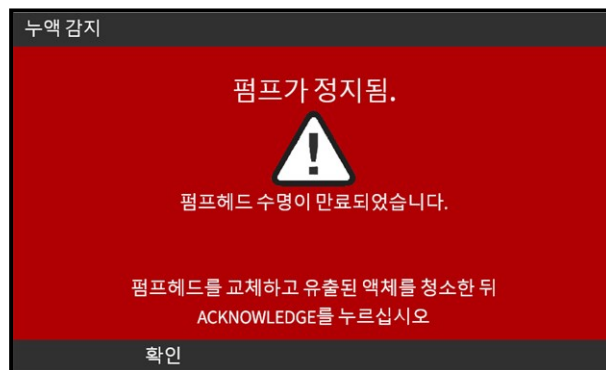 누액 감지
펌프가 정지됨.
펌프헤드 수명이 만료되었습니다.
펌프헤드를 교체하고 유출된 액체를 청소한 뒤
ACKNOWLEDGE를 누르십시오
확인